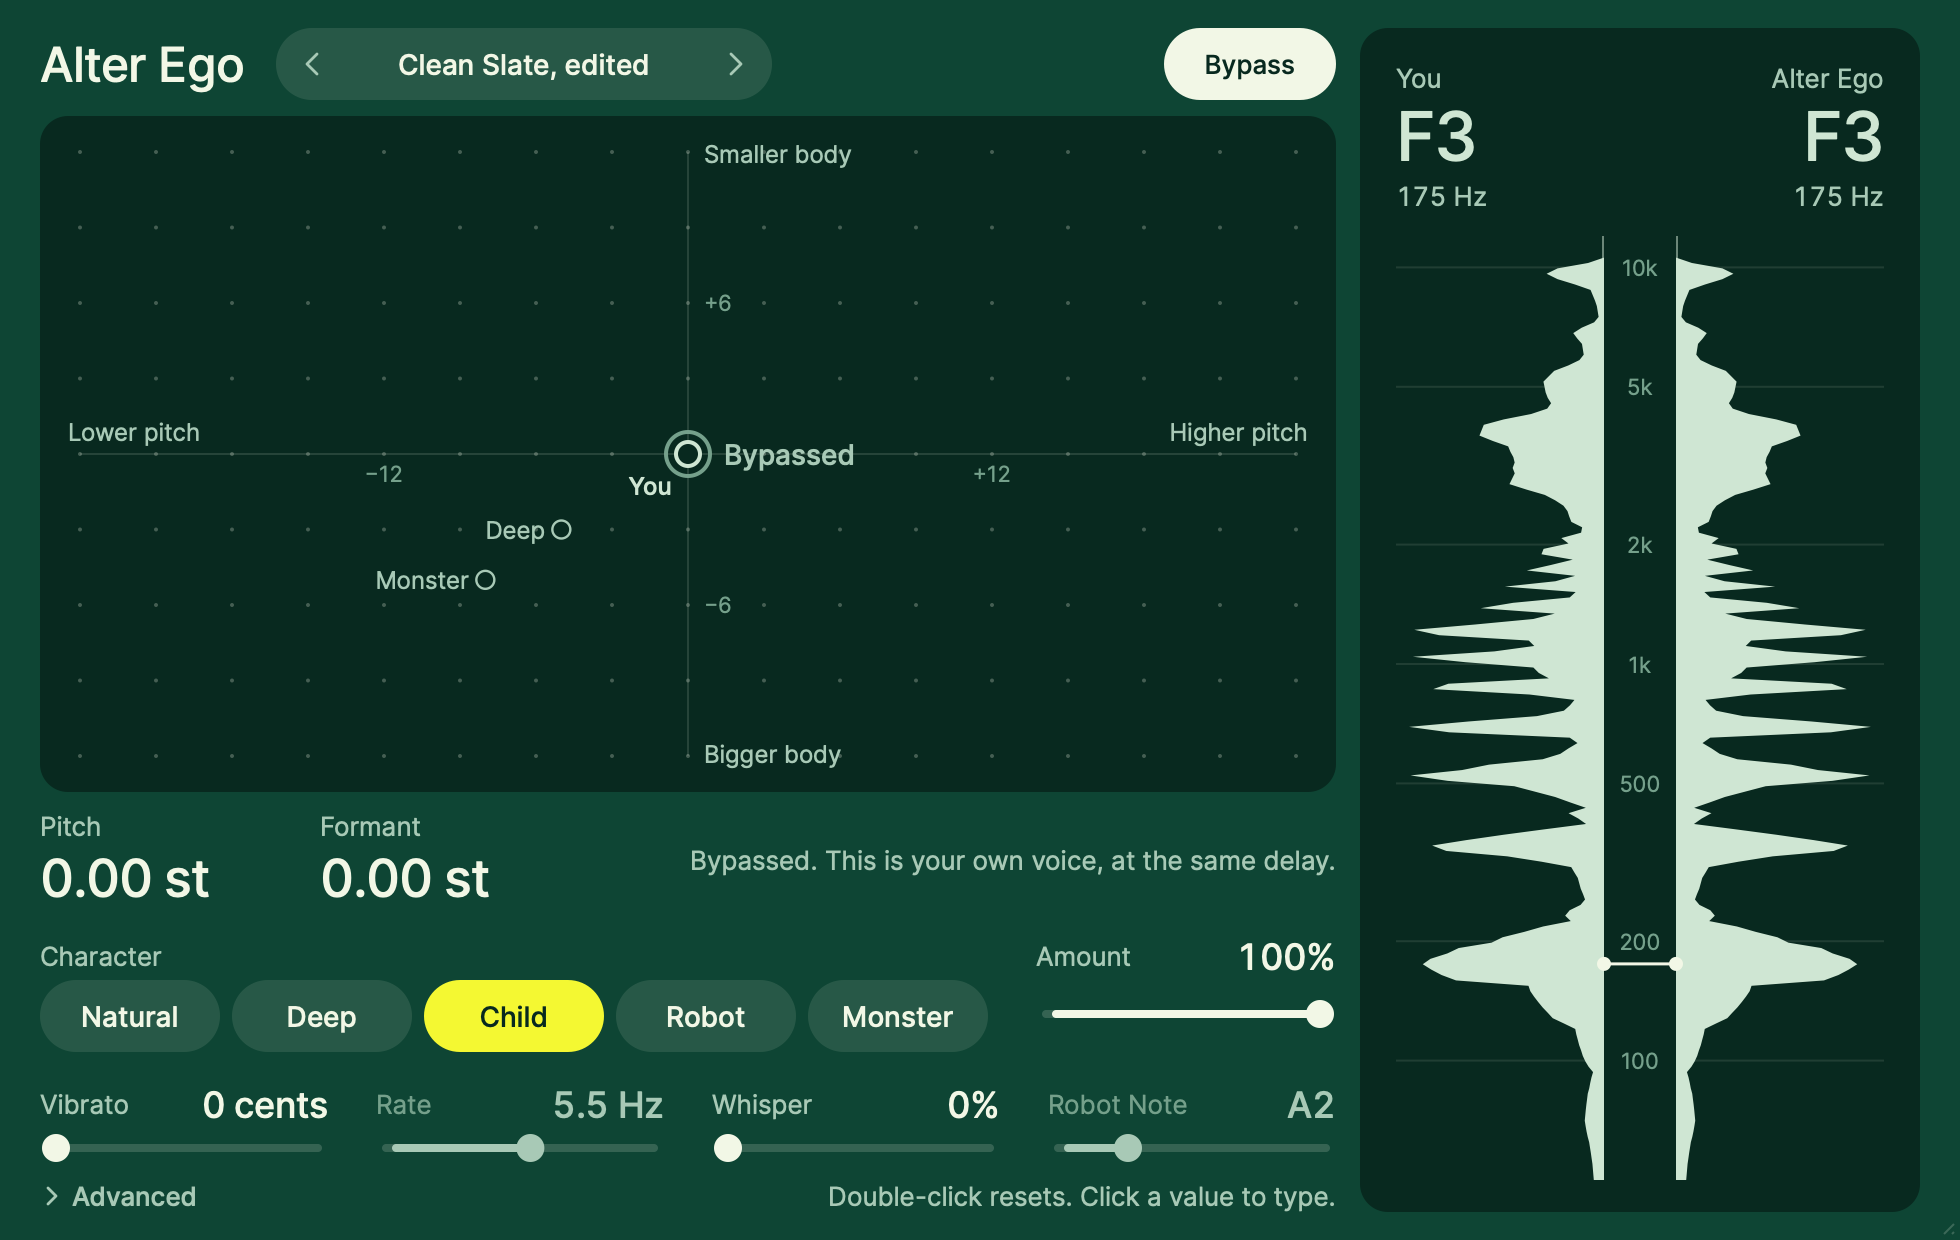 Alter Ego
Clean Slate, edited
Bypass
Smaller body
+6
Lower pitch
Higher pitch
Bypassed
−12
+12
You
Deep
Monster
−6
Bigger body
Pitch
0.00 st
Formant
0.00 st
Bypassed. This is your own voice, at the same delay.
Character
Natural
Deep
Child
Robot
Monster
Amount
100%
Vibrato
0 cents
Rate
5.5 Hz
Whisper
0%
Robot Note
A2
Advanced
Double-click resets. Click a value to type.
You
F3
175 Hz
Alter Ego
F3
175 Hz
10k
5k
2k
1k
500
200
100